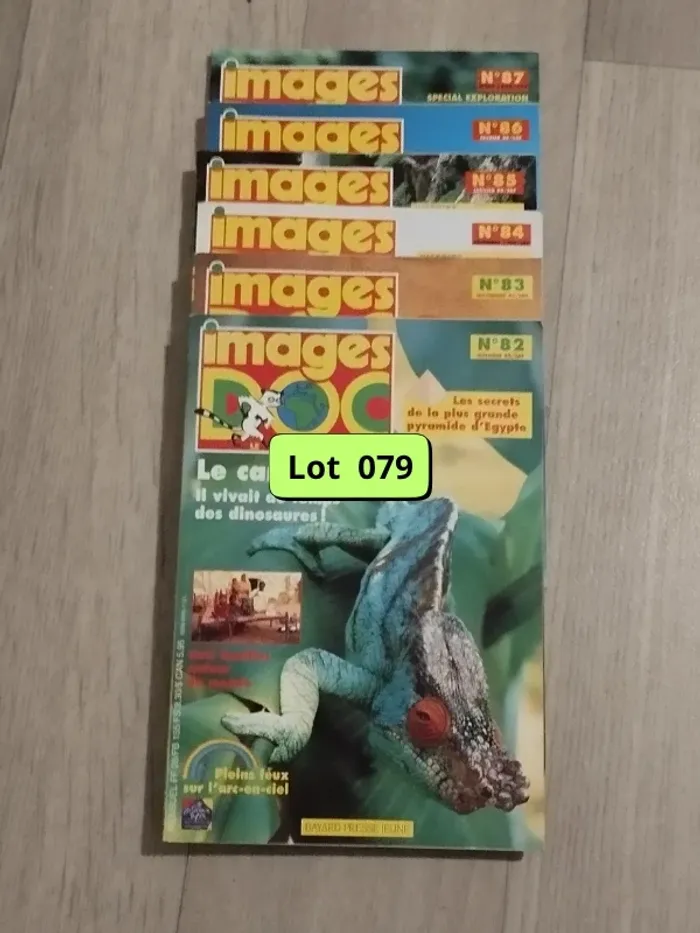 images
N°87
SPECIAL EXPLORATION
images
N°86
images
N°85
images
N°84
images
N°83
images
DOC
N°82
Les secrets
de la plus grande
pyramide d'Egypte
Lot 079
Le
il vivait
des dinosaures !
Pleins feux
sur l'arc-en-ciel
BAYARD PRESSE JEUNE